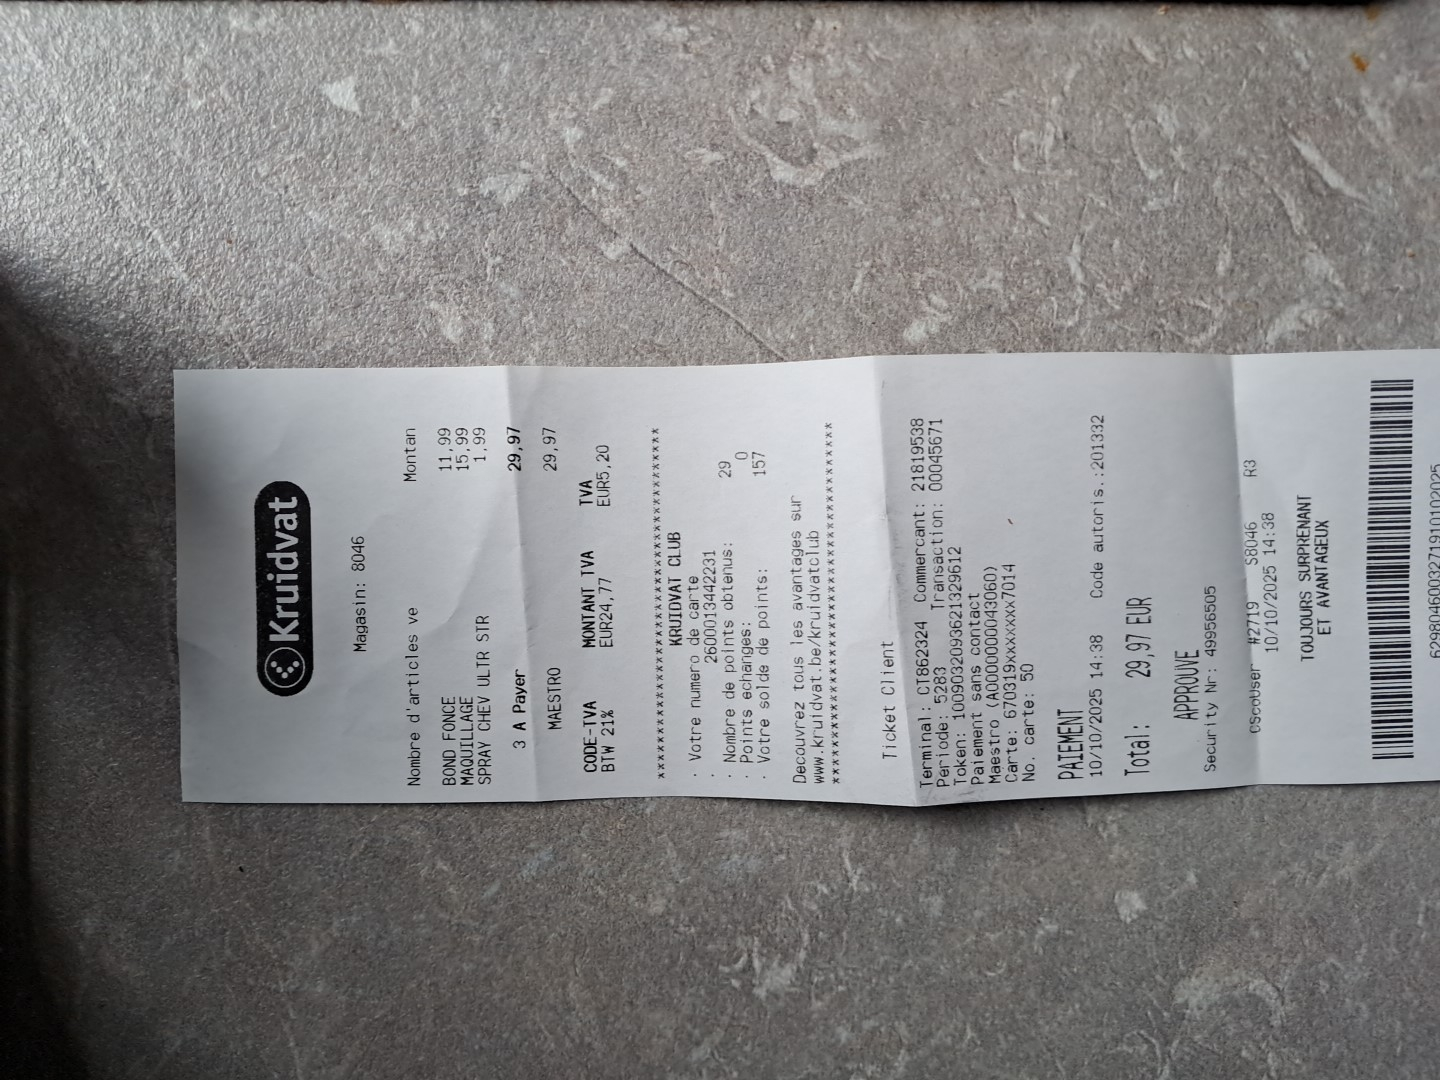 Kruidvat
Magasin: 8046
Nombre d'articles ve Montan
BOND FONCE 11,99
MAQUILLAGE 15,99
SPRAY CHEV ULTR STR 1,99
3 A Payer 29,97
MAESTRO 29,97
CODE-TVA MONTANT TVA TVA
BTW 21% EUR24,77 EUR5,20
******************************************
KRUIDVAT CLUB
· Votre numero de carte
· 2600013442231
· Nombre de points obtenus: 29
· Points echanges: 0
· Votre solde de points: 157
Decouvrez tous les avantages sur
www.kruidvat.be/kruidvatclub
******************************************
Ticket Client
Terminal: CT862324 Commercant: 21819538
Periode: 5283 Transaction: 00045671
Token: 1009032093621329612
Paiement sans contact
Maestro (A0000000043060)
Carte: 670319xxxxxxxxx7014
No. carte: 50
PAIEMENT
10/10/2025 14:38 Code autoris.:201332
Total: 29,97 EUR
APPROUVE
Security Nr: 49956505
CSCOUser #2719 S8046 R3
10/10/2025 14:38
TOUJOURS SURPRENANT
ET AVANTAGEUX